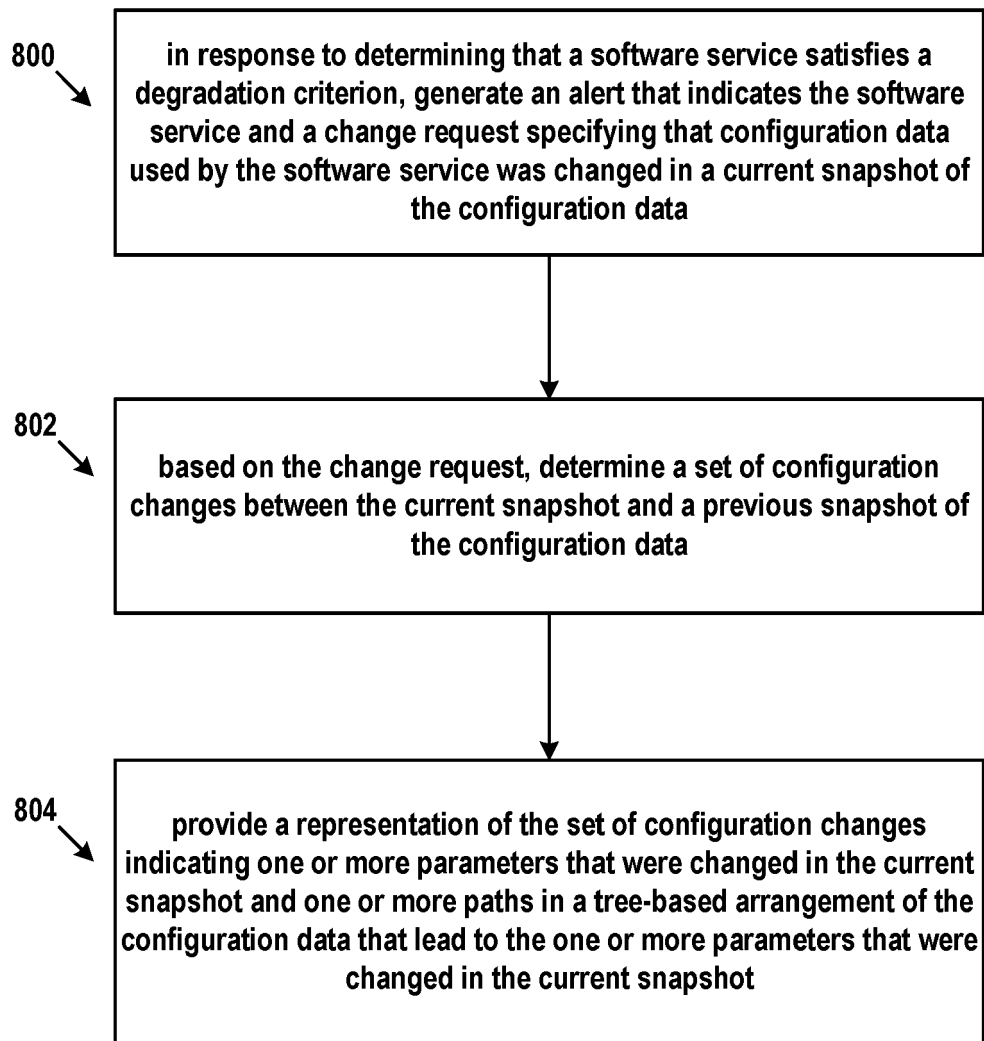 800
in response to determining that a software service satisfies a
degradation criterion, generate an alert that indicates the software
service and a change request specifying that configuration data
used by the software service was changed in a current snapshot of
the configuration data
802
based on the change request, determine a set of configuration
changes between the current snapshot and a previous snapshot of
the configuration data
804
provide a representation of the set of configuration changes
indicating one or more parameters that were changed in the current
snapshot and one or more paths in a tree-based arrangement of the
configuration data that lead to the one or more parameters that were
changed in the current snapshot